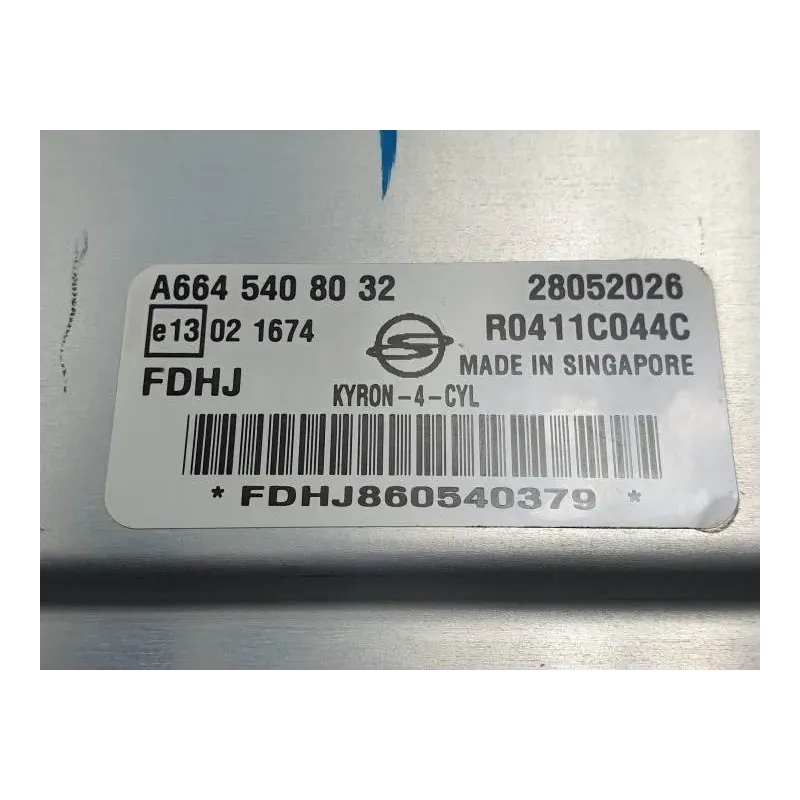 A664 540 80 32 28052026
e13 02 1674 R0411C044C
FDHJ MADE IN SINGAPORE
KYRON-4-CYL
* FDHJ860540379 *